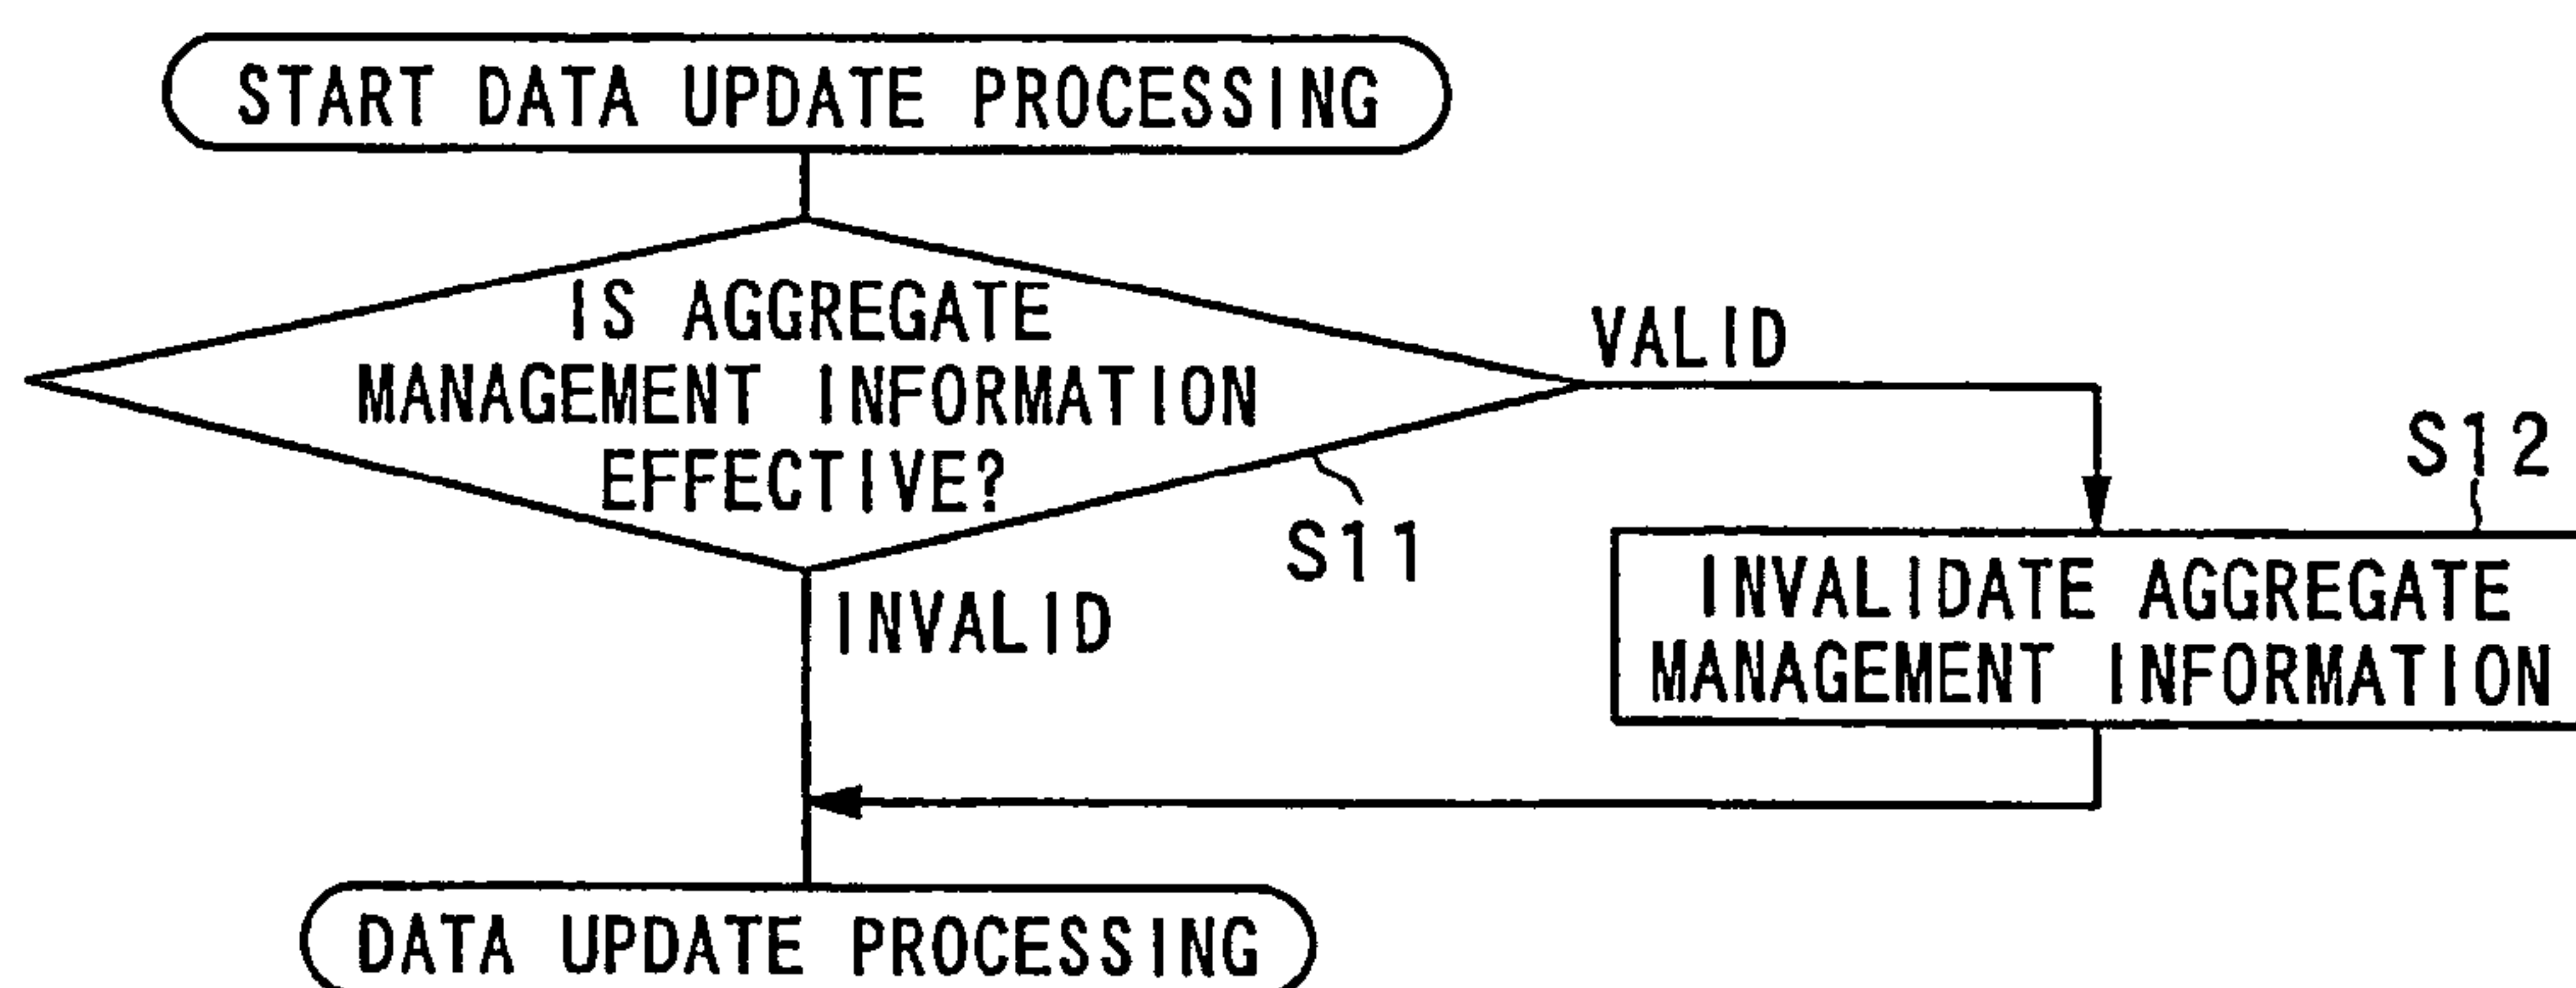 START DATA UPDATE PROCESSING
IS AGGREGATE
MANAGEMENT INFORMATION
EFFECTIVE?
VALID
S11
S12
INVALIDATE AGGREGATE
MANAGEMENT INFORMATION
INVALID
DATA UPDATE PROCESSING